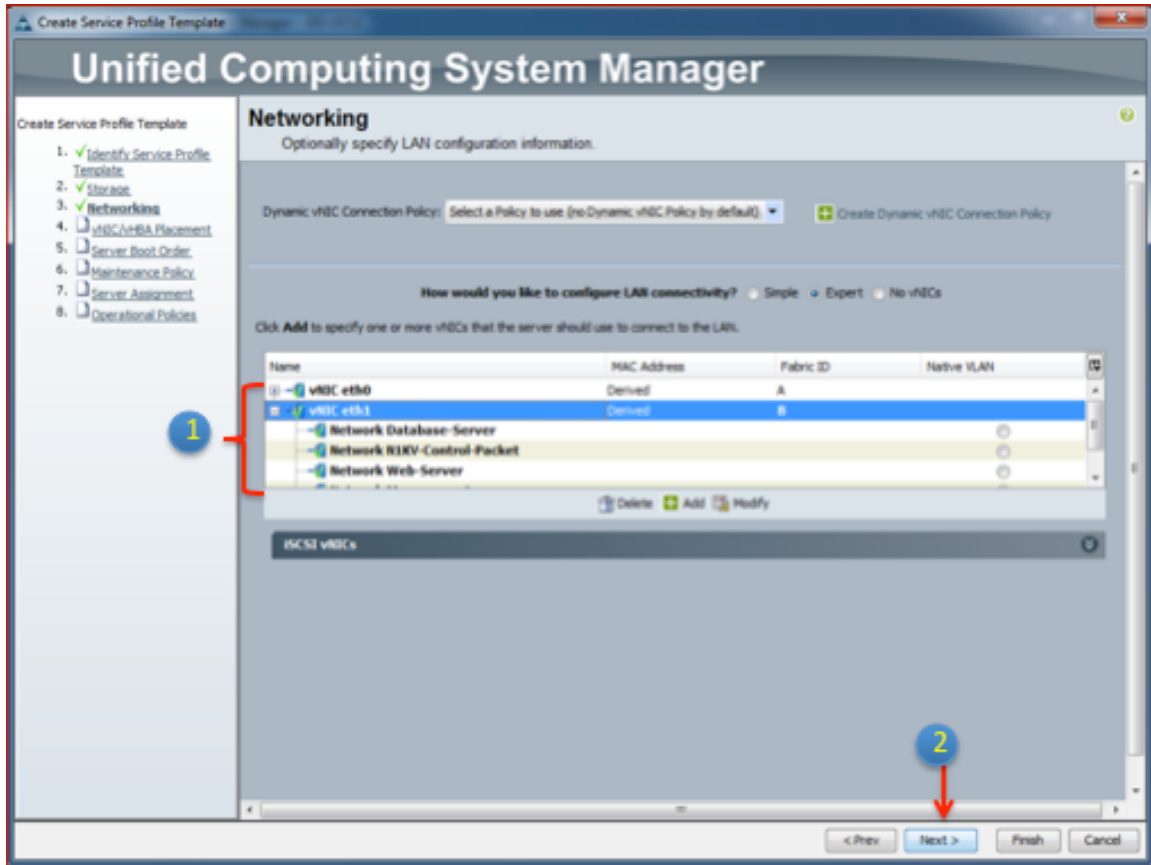 Create Service Profile Template
Unified Computing System Manager
Create Service Profile Template
1. Identify Service Profile
Template
2. Storage
3. Networking
4. vNIC/vHBA Placement
5. Server Boot Order
6. Maintenance Policy
7. Server Assignment
8. Operational Policies
Networking
Optionally specify LAN configuration information.
Dynamic vNIC Connection Policy: Select a Policy to use (no Dynamic vNIC Policy by default) Create Dynamic vNIC Connection Policy
How would you like to configure LAN connectivity? Simple Expert No vNICs
Click Add to specify one or more vNICs that the server should use to connect to the LAN.
Name MAC Address Fabric ID Native VLAN
vNIC eth0 Derived A
vNIC eth1 Derived B
Network Database-Server
Network N1KV-Control-Packet
Network Web-Server
1
Delete Add Modify
iSCSI vNICs
2
< Prev Next > Finish Cancel